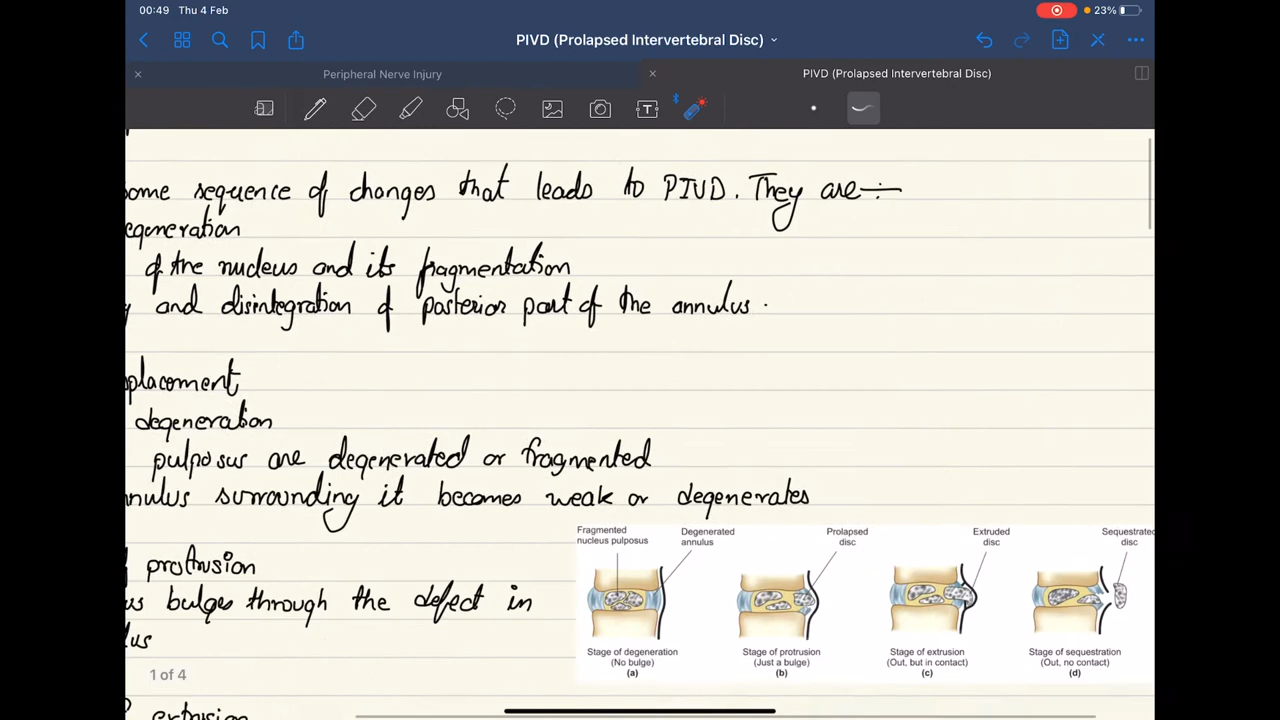 00:49 Thu 4 Feb
23%
PIVD (Prolapsed Intervertebral Disc)
Peripheral Nerve Injury
PIVD (Prolapsed Intervertebral Disc)
T
ome sequence of changes that leads to PIVD. They are :-
egeneration
of the nucleus and its fragmentation
y and disintegration of posterior part of the annulus.
placement
degeneration
pulposus are degenerated or fragmented
nnulus surrounding it becomes weak or degenerates
Fragmented nucleus pulposus
Degenerated annulus
Prolapsed disc
Extruded disc
Sequestrated disc
protrusion
us bulges through the defect in
lus
Stage of degeneration (No bulge) (a)
Stage of protrusion (Just a bulge) (b)
Stage of extrusion (Out, but in contact) (c)
Stage of sequestration (Out, no contact) (d)
1 of 4
extrusion